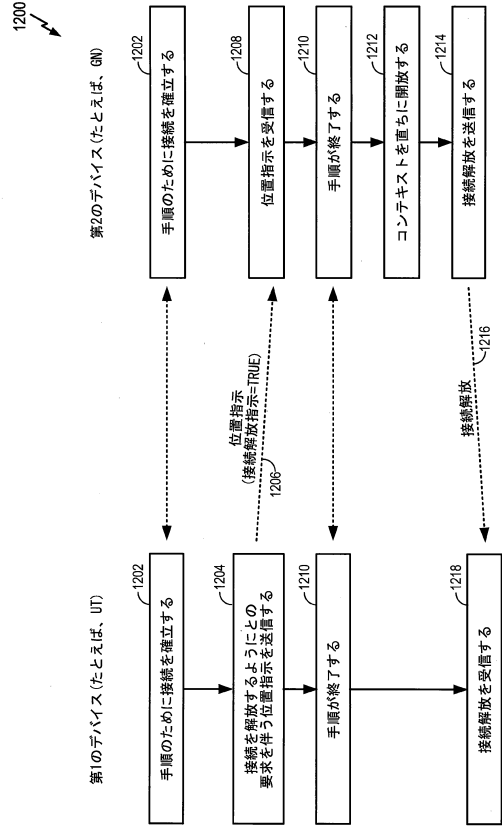 1200
第1のデバイス(たとえば、UT)
第2のデバイス(たとえば、GN)
1202
手順のために接続を確立する
1202
手順のために接続を確立する
1204
接続を解放するようにとの
要求を伴う位置指示を送信する
位置指示
(接続解放指示=TRUE)
1206
1208
位置指示を受信する
1210
手順が終了する
1210
手順が終了する
1212
コンテキストを直ちに開放する
1214
接続解放を送信する
接続解放
1216
1218
接続解放を受信する